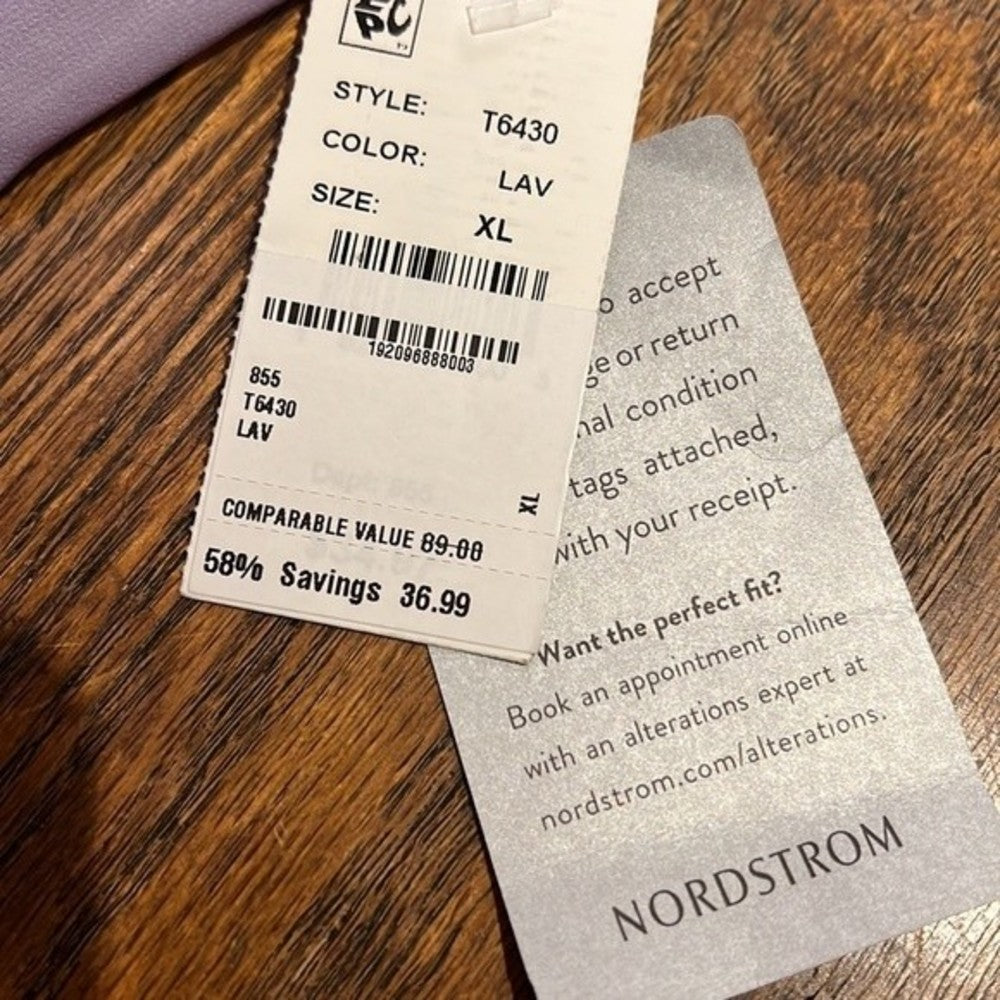 STYLE: T6430
COLOR: LAV
SIZE: XL
192096888003
855
T6430
LAV
XL
COMPARABLE VALUE 89.00
58% Savings 36.99
accept
or return
condition
tags attached,
with your receipt.
Want the perfect fit?
Book an appointment online
with an alterations expert at
nordstrom.com/alterations.
NORDSTROM